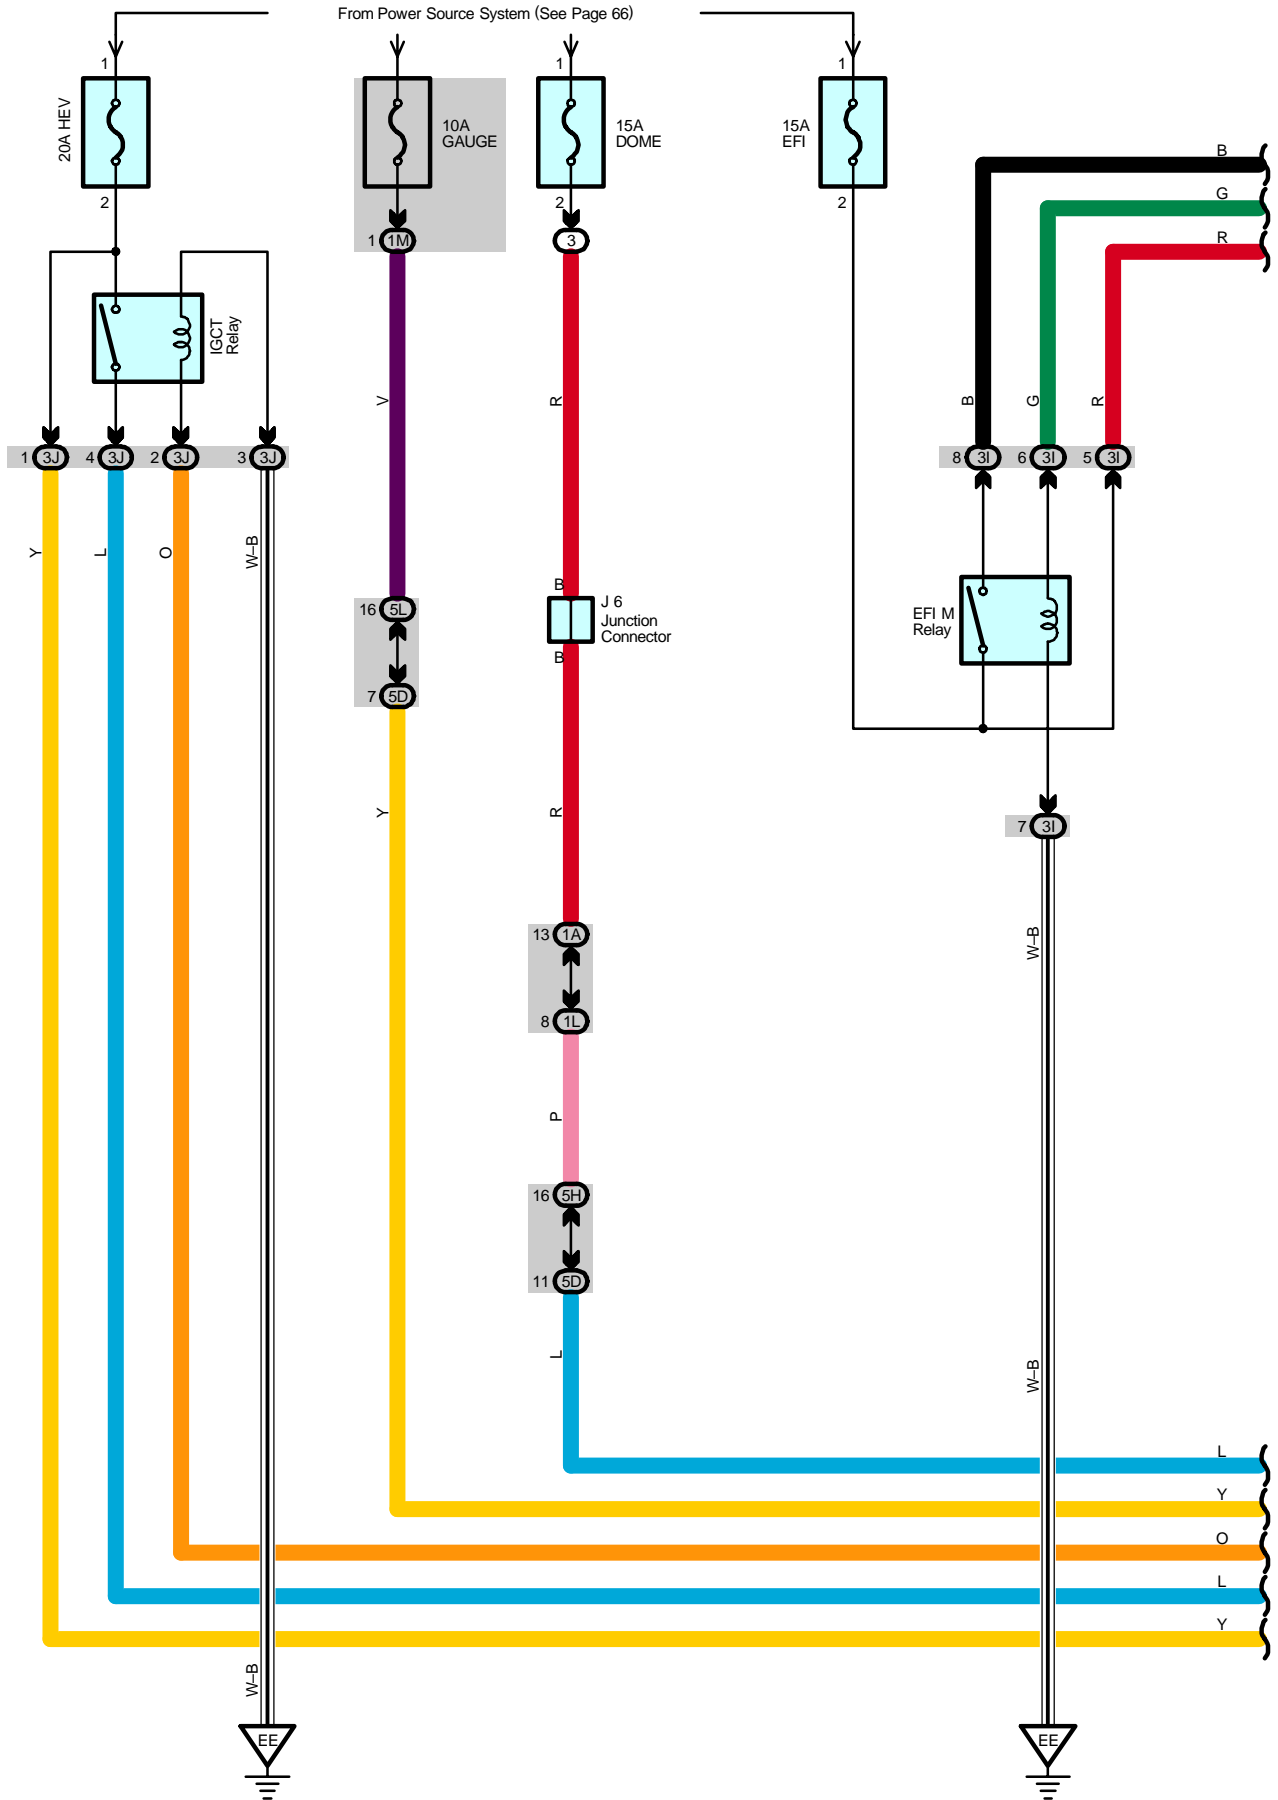 From Power Source System (See Page 66)
1
1
1
20A HEV
10A
GAUGE
15A
DOME
15A
EFI
2
2
2
B
G
R
1 1M
3
IGCT
Relay
V
R
B
G
R
1 3J
4 3J
2 3J
3 3J
8 3I
6 3I
5 3I
Y
L
O
W–B
B
J 6
Junction
Connector
B
16 5L
7 5D
EFI M
Relay
Y
R
7 3I
13 1A
W–B
8 1L
P
16 5H
11 5D
L
W–B
L
Y
O
L
Y
W–B
EE
EE